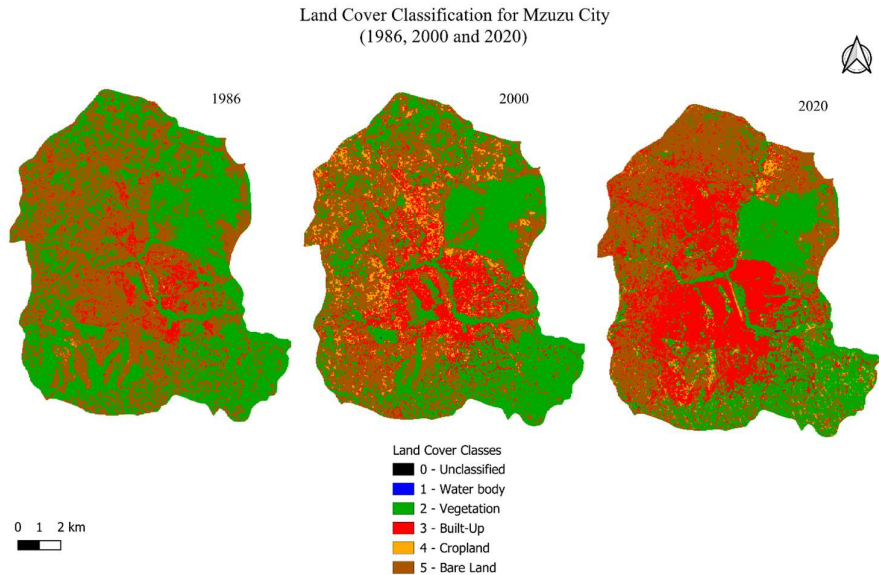 Land Cover Classification for Mzuzu City
(1986, 2000 and 2020)
1986
2000
2020
Land Cover Classes
0 - Unclassified
1 - Water body
2 - Vegetation
3 - Built-Up
4 - Cropland
5 - Bare Land
0 1 2 km